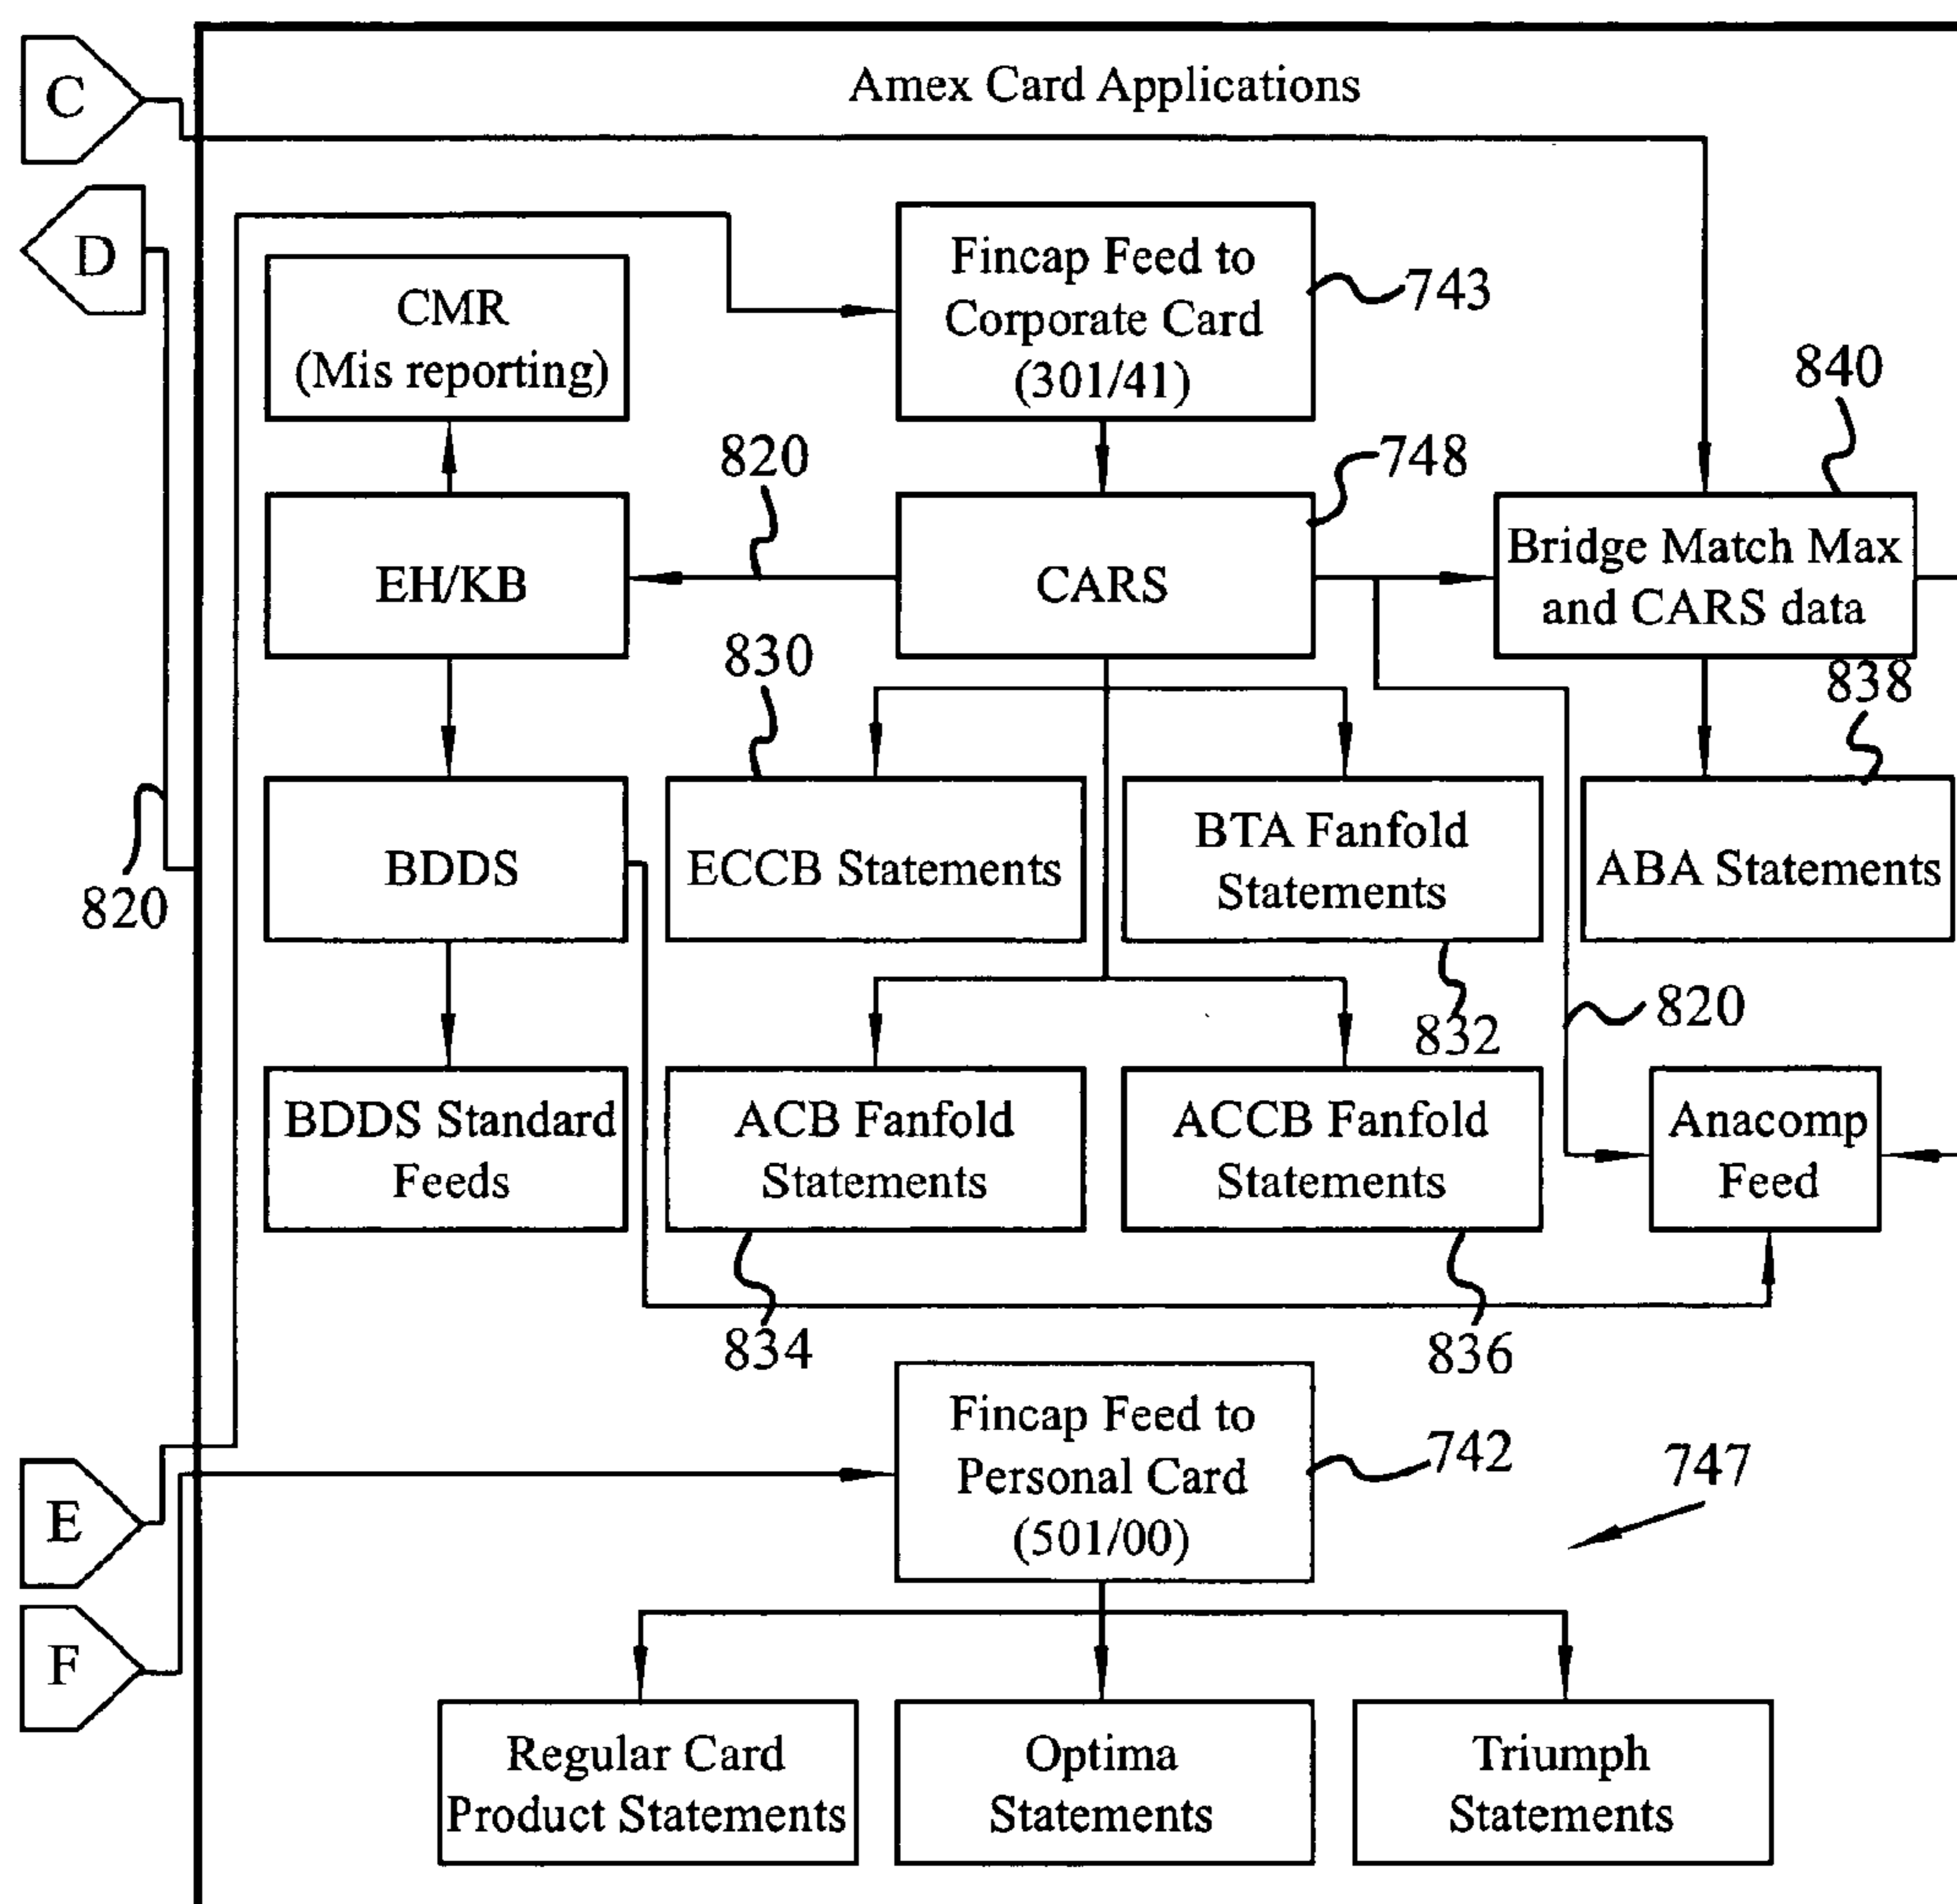 C
Amex Card Applications
D
Fincap Feed to
Corporate Card
(301/41)
743
CMR
(Mis reporting)
840
820
748
EH/KB
CARS
Bridge Match Max
and CARS data
830
838
BDDS
ECCB Statements
BTA Fanfold
Statements
ABA Statements
820
832
820
BDDS Standard
Feeds
ACB Fanfold
Statements
ACCB Fanfold
Statements
Anacomp
Feed
834
836
Fincap Feed to
Personal Card
(501/00)
742
747
E
F
Regular Card
Product Statements
Optima
Statements
Triumph
Statements